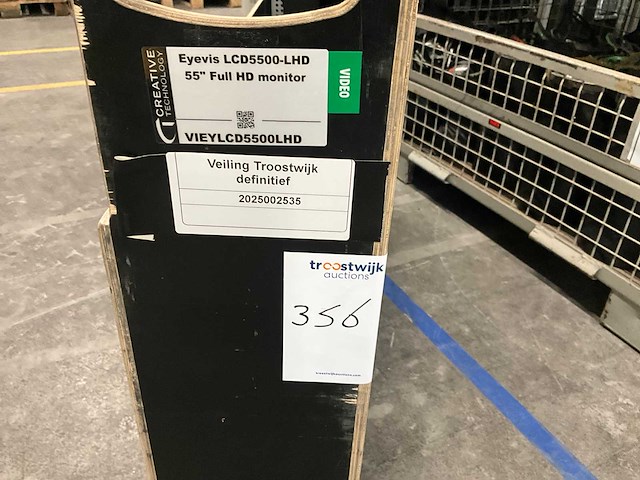 CREATIVE
TECHNOLOGY
Eyevis LCD5500-LHD
55" Full HD monitor
VIEYLCD5500LHD
VIDEO
Veiling Troostwijk
definitief
2025002535
troostwijk
auctions
356